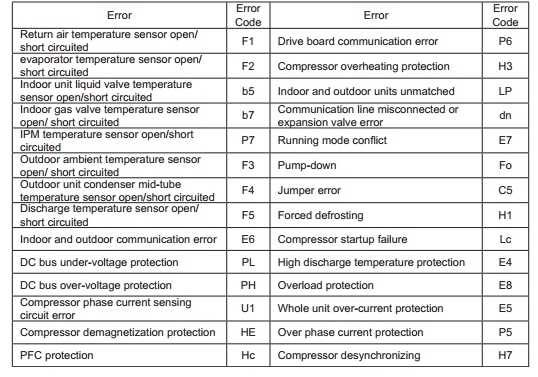 Error Error Code Error Error Code
Return air temperature sensor open/ short circuited F1 Drive board communication error P6
evaporator temperature sensor open/ short circuited F2 Compressor overheating protection H3
Indoor unit liquid valve temperature sensor open/short circuited b5 Indoor and outdoor units unmatched LP
Indoor gas valve temperature sensor open/ short circuited b7 Communication line misconnected or expansion valve error dn
IPM temperature sensor open/short circuited P7 Running mode conflict E7
Outdoor ambient temperature sensor open/ short circuited F3 Pump-down Fo
Outdoor unit condenser mid-tube temperature sensor open/short circuited F4 Jumper error C5
Discharge temperature sensor open/ short circuited F5 Forced defrosting H1
Indoor and outdoor communication error E6 Compressor startup failure Lc
DC bus under-voltage protection PL High discharge temperature protection E4
DC bus over-voltage protection PH Overload protection E8
Compressor phase current sensing circuit error U1 Whole unit over-current protection E5
Compressor demagnetization protection HE Over phase current protection P5
PFC protection Hc Compressor desynchronizing H7